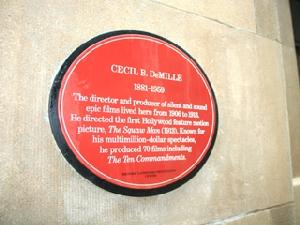 CECIL B. DeMILLE
1881-1959
The director and producer of silent and sound
epic films lived here from 1906 to 1913.
He directed the first Hollywood feature motion
picture, The Squaw Man (1913). Known for
his multimillion-dollar spectacles,
he produced 70 films including
The Ten Commandments.